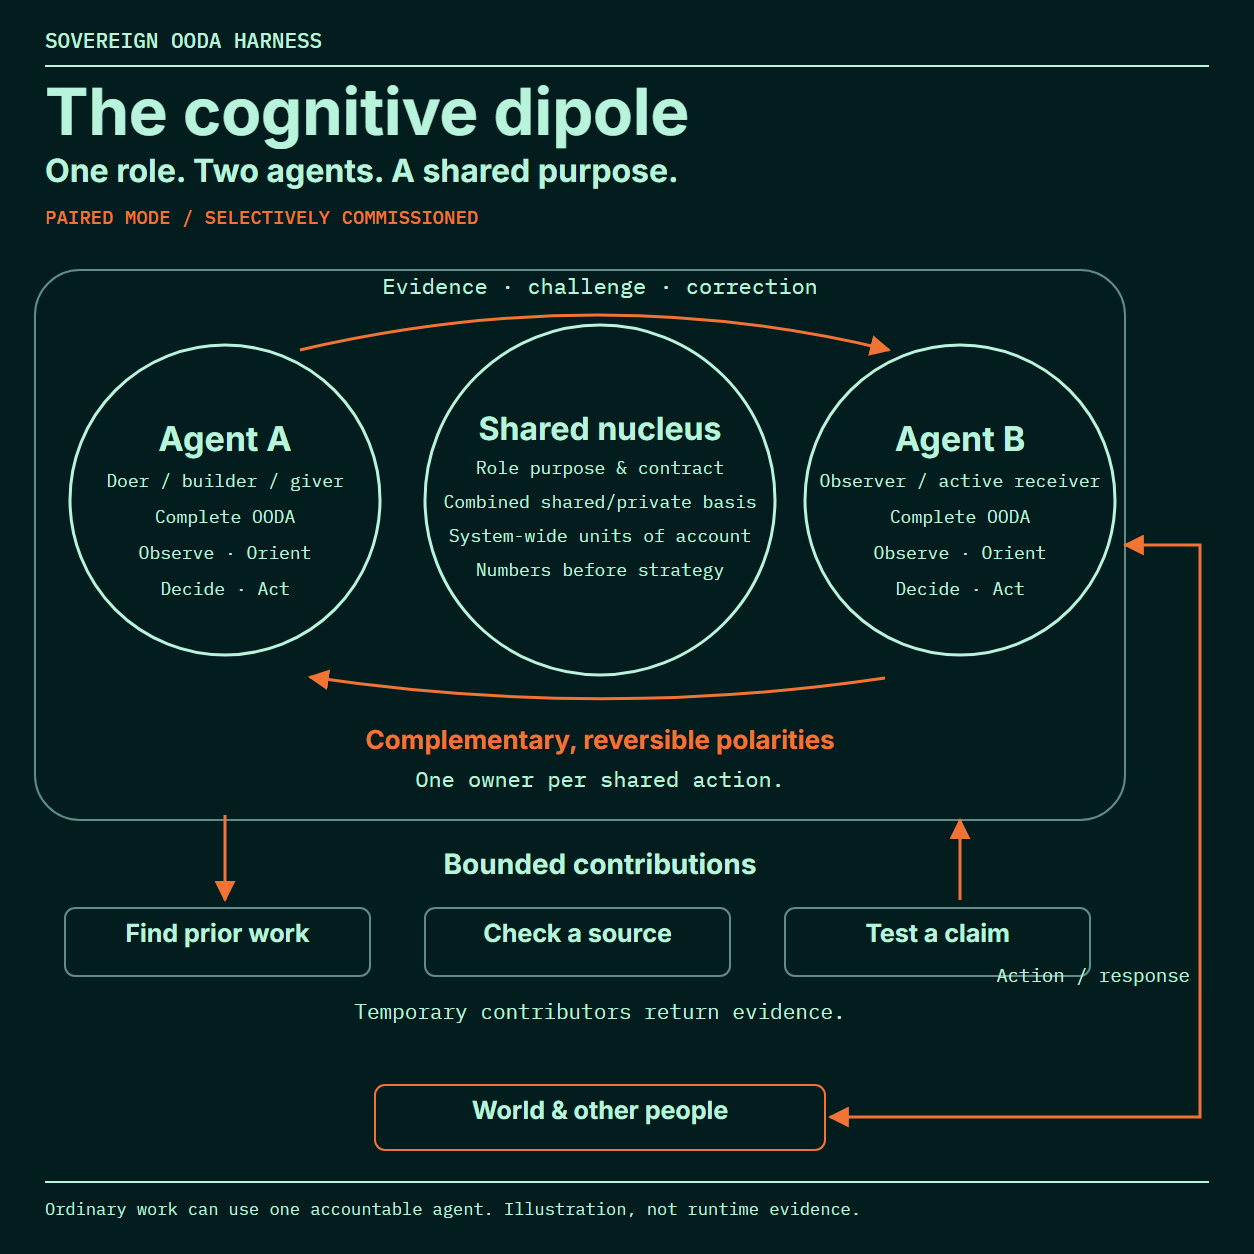 SOVEREIGN OODA HARNESS
The cognitive dipole
One role. Two agents. A shared purpose.
PAIRED MODE / SELECTIVELY COMMISSIONED
Evidence · challenge · correction
Agent A
Doer / builder / giver
Complete OODA
Observe · Orient
Decide · Act
Shared nucleus
Role purpose & contract
Combined shared/private basis
System-wide units of account
Numbers before strategy
Agent B
Observer / active receiver
Complete OODA
Observe · Orient
Decide · Act
Complementary, reversible polarities
One owner per shared action.
Bounded contributions
Find prior work
Check a source
Test a claim
Action / response
Temporary contributors return evidence.
World & other people
Ordinary work can use one accountable agent. Illustration, not runtime evidence.